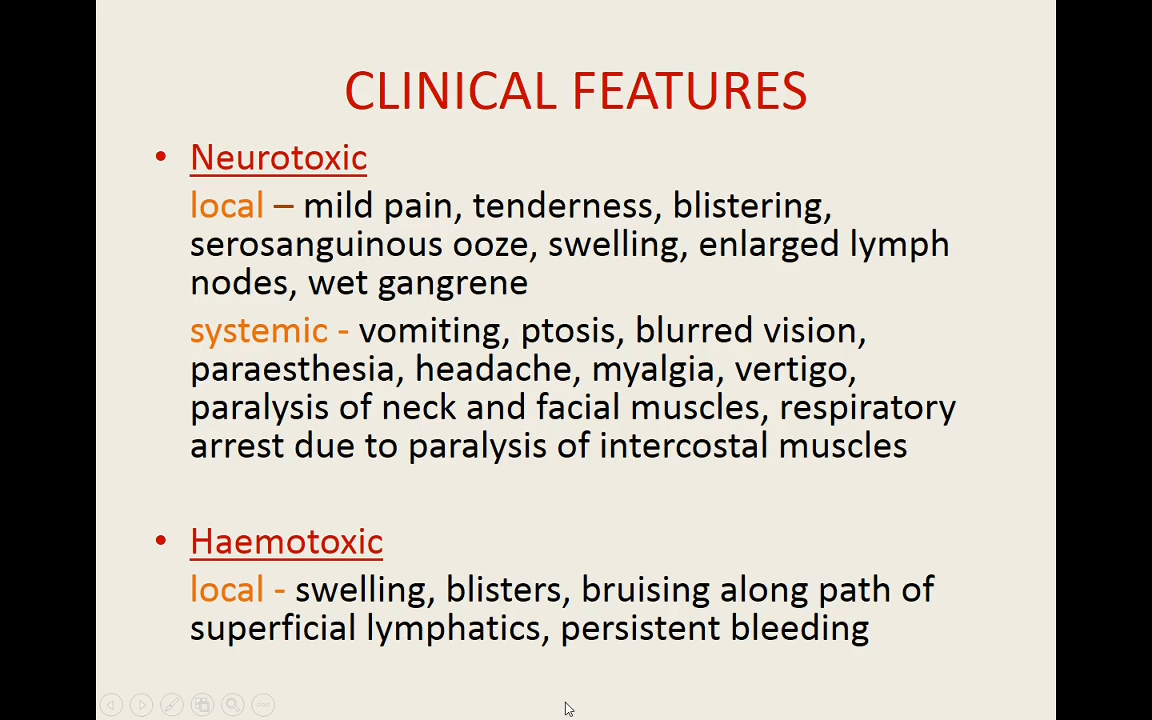 CLINICAL FEATURES
• Neurotoxic
local – mild pain, tenderness, blistering,
serosanguinous ooze, swelling, enlarged lymph
nodes, wet gangrene
systemic - vomiting, ptosis, blurred vision,
paraesthesia, headache, myalgia, vertigo,
paralysis of neck and facial muscles, respiratory
arrest due to paralysis of intercostal muscles
• Haemotoxic
local - swelling, blisters, bruising along path of
superficial lymphatics, persistent bleeding